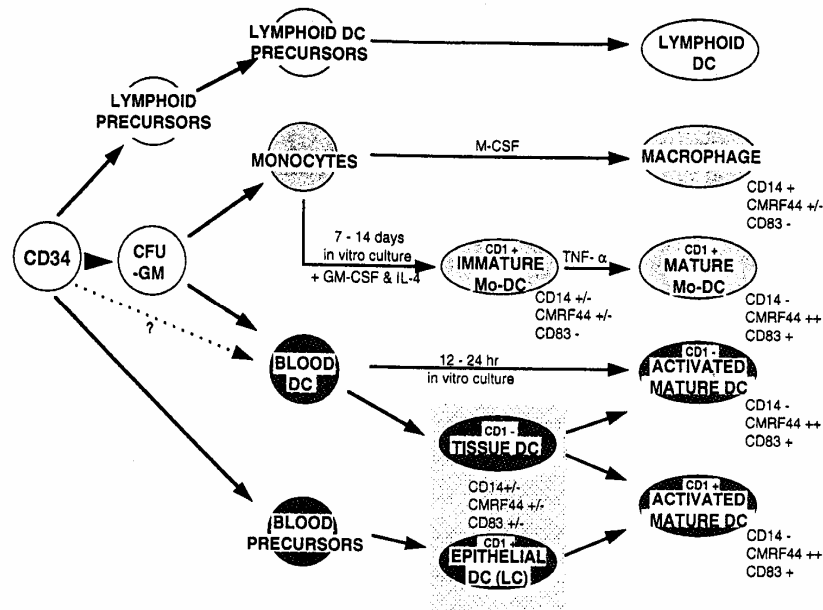 LYMPHOID DC
PRECURSORS
LYMPHOID
DC
LYMPHOID
PRECURSORS
MONOCYTES
M-CSF
MACROPHAGE
CD14 +
CMRF44 +/-
CD83 -
CD34
CFU
-GM
7 - 14 days
in vitro culture
+ GM-CSF & IL-4
CD1 +
IMMATURE
Mo-DC
CD14 +/-
CMRF44 +/-
CD83 -
TNF- α
CD1 +
MATURE
Mo-DC
CD14 -
CMRF44 ++
CD83 +
?
BLOOD
DC
12 - 24 hr
in vitro culture
CD1 -
ACTIVATED
MATURE DC
CD14 -
CMRF44 ++
CD83 +
CD1 -
TISSUE DC
CD14+/-
CMRF44 +/-
CD83 +/-
BLOOD
PRECURSORS
CD1 +
EPITHELIAL
DC (LC)
CD1 +
ACTIVATED
MATURE DC
CD14 -
CMRF44 ++
CD83 +